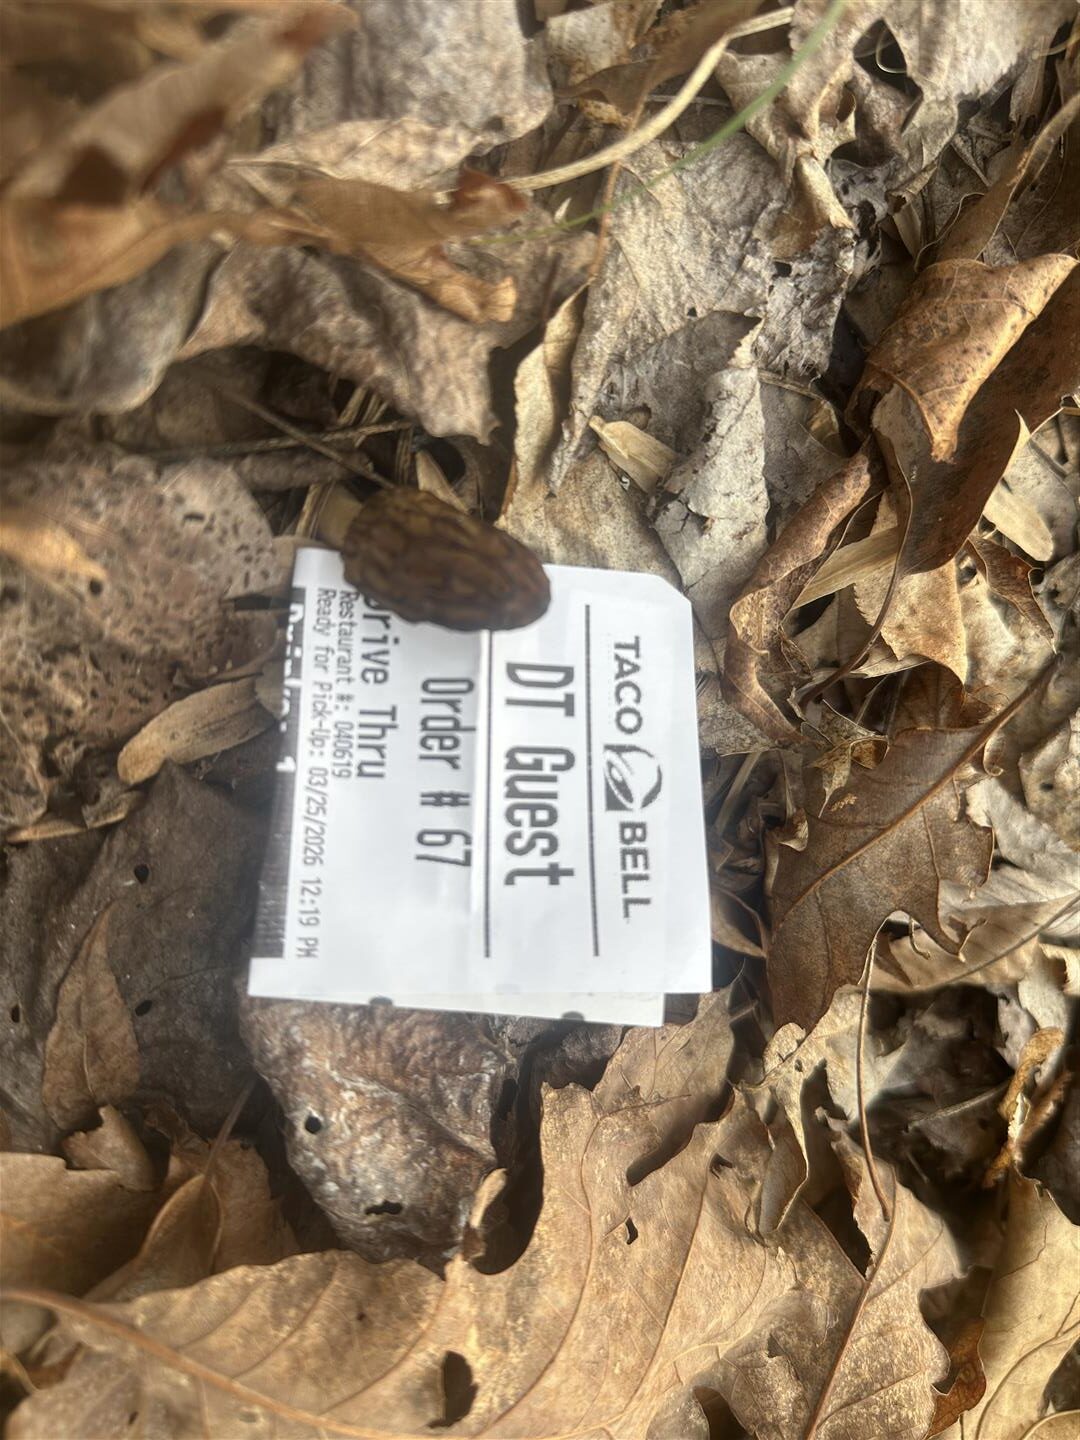 TACO BELL
DT Guest
Order # 67
Drive Thru
Restaurant #: 040619
Ready for Pick-Up: 03/25/2026 12:19 PM